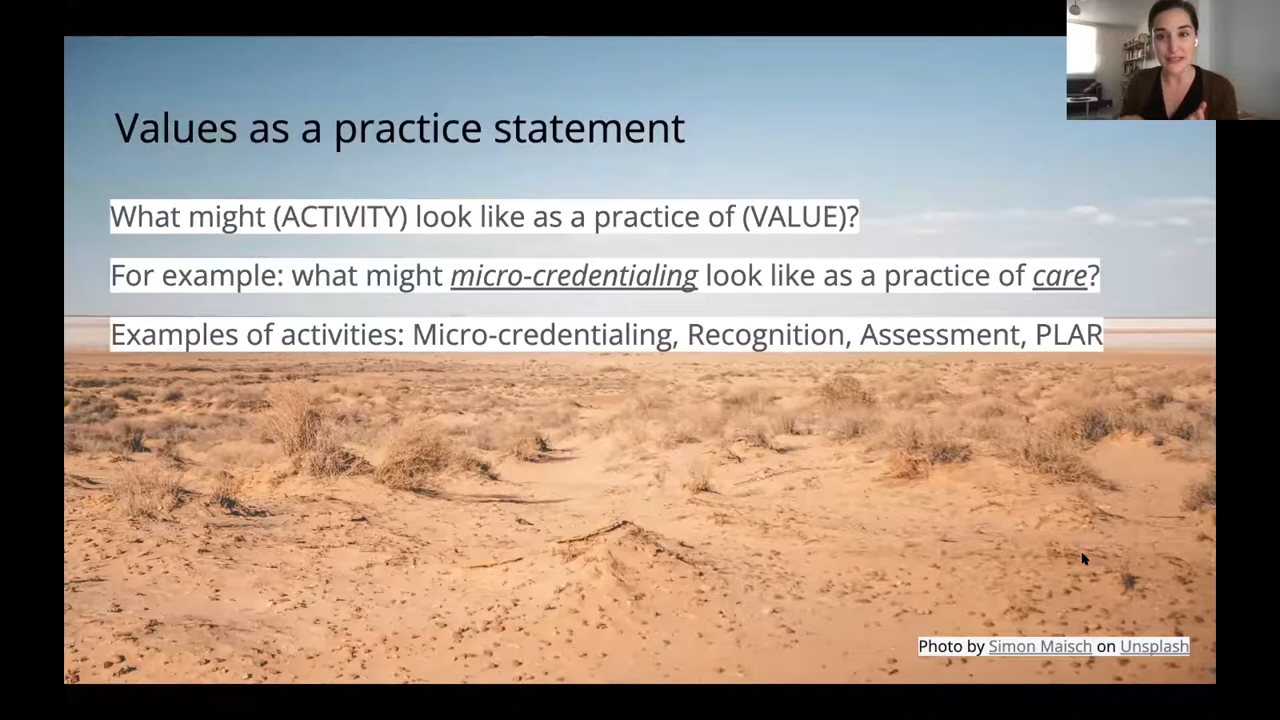 Values as a practice statement
What might (ACTIVITY) look like as a practice of (VALUE)?
For example: what might micro-credentialing look like as a practice of care?
Examples of activities: Micro-credentialing, Recognition, Assessment, PLAR
Photo by Simon Maisch on Unsplash